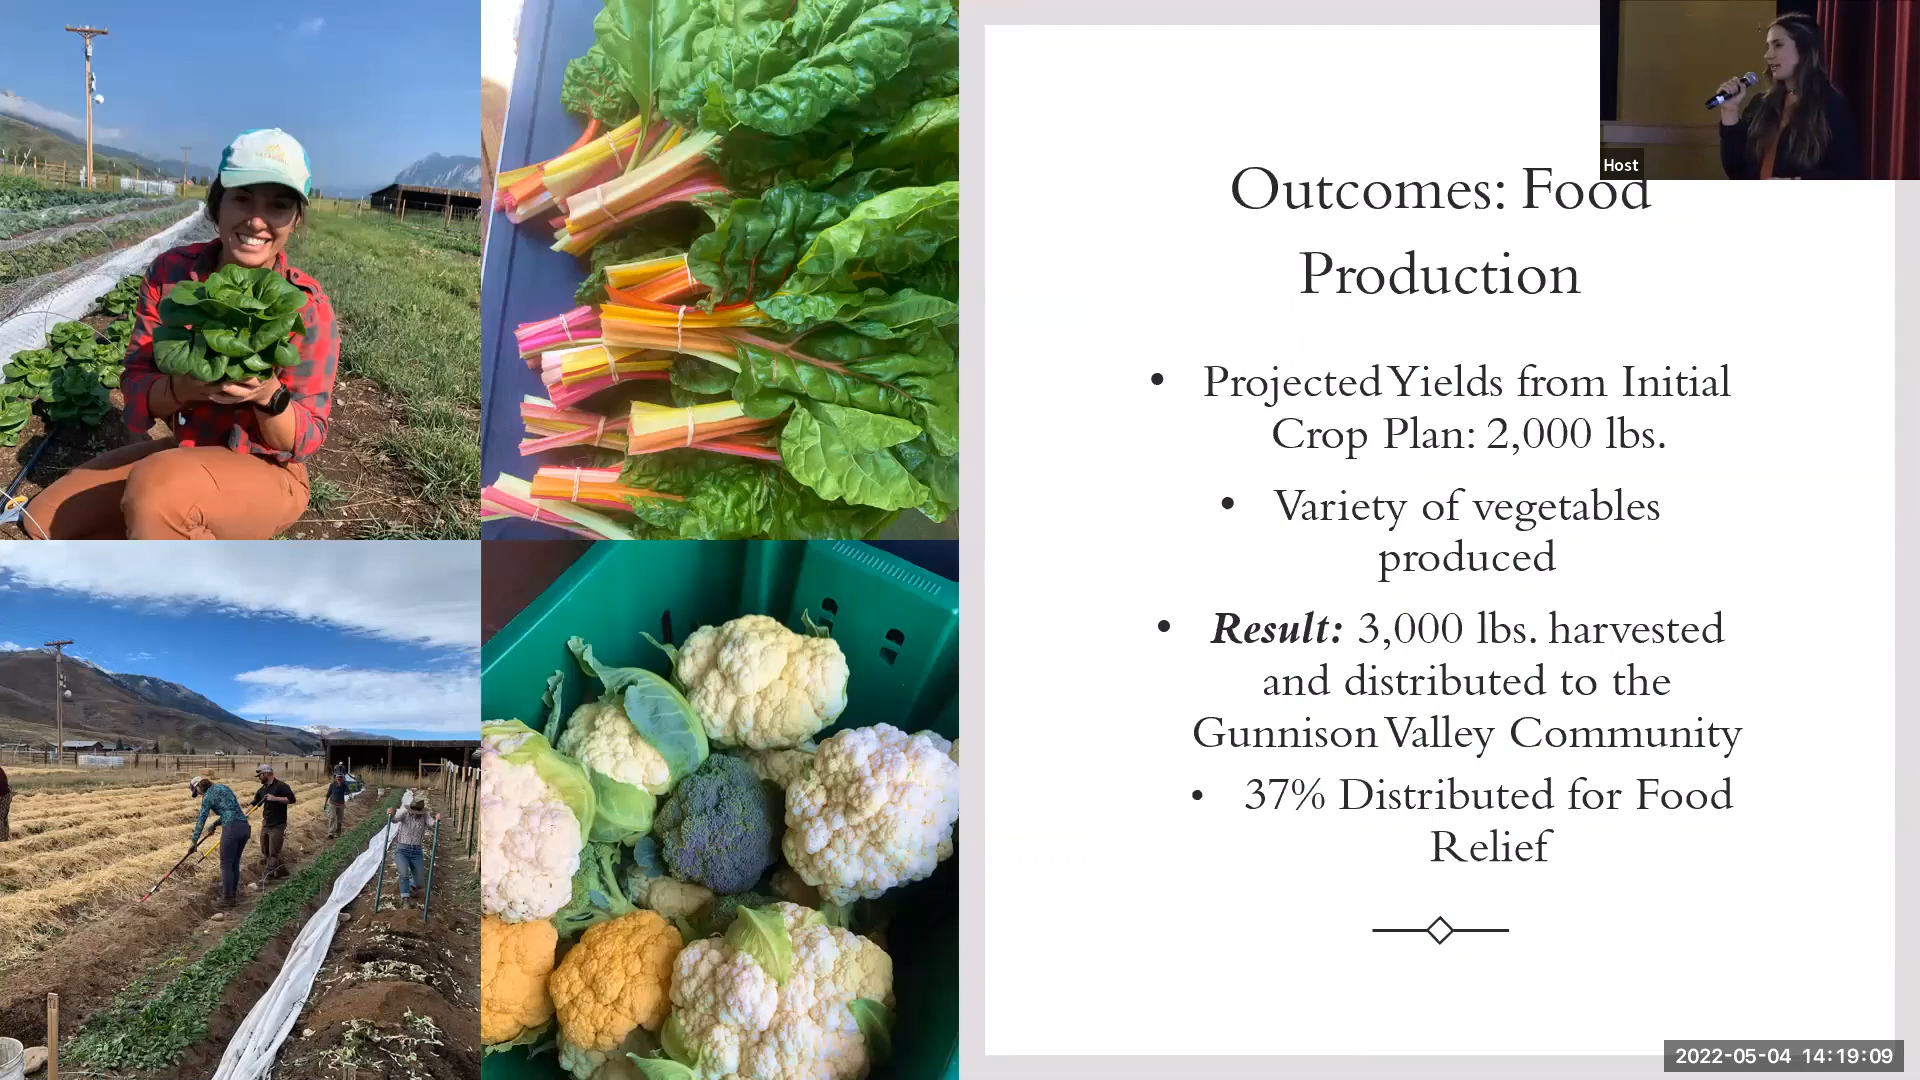 Host
Outcomes: Food
Production
• Projected Yields from Initial
Crop Plan: 2,000 lbs.
• Variety of vegetables
produced
• Result: 3,000 lbs. harvested
and distributed to the
Gunnison Valley Community
• 37% Distributed for Food
Relief
2022-05-04 14:19:09